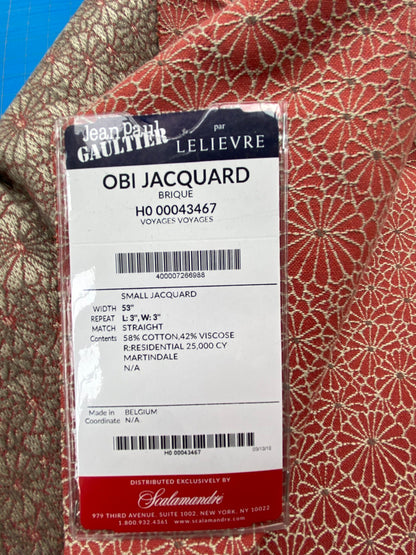 Jean Paul GAULTIER par LELIEVRE
OBI JACQUARD
BRIQUE
H0 00043467
VOYAGES VOYAGES
400007266988
SMALL JACQUARD
WIDTH 53"
REPEAT L: 3", W: 3"
MATCH STRAIGHT
Contents 58% COTTON,42% VISCOSE
R:RESIDENTIAL 25,000 CY
MARTINDALE
N/A
Made in BELGIUM
Coordinate N/A
H0 00043467
DISTRIBUTED EXCLUSIVELY BY
Scalamandré
979 THIRD AVENUE SUITE 1002, NEW YORK, NY 10022
1.800.932.4361 www.scalamandre.com